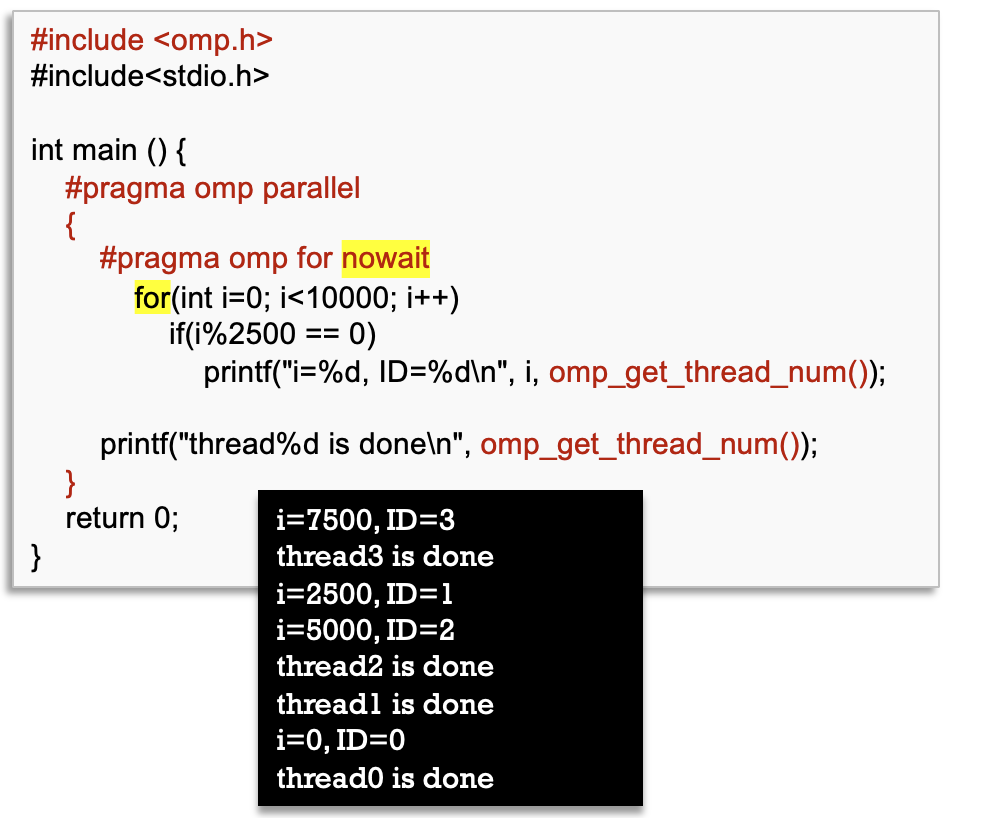 #include <omp.h>
#include<stdio.h>
int main () {
#pragma omp parallel
{
#pragma omp for nowait
for(int i=0; i<10000; i++)
if(i%2500 == 0)
printf("i=%d, ID=%d\n", i, omp_get_thread_num());
printf("thread%d is done\n", omp_get_thread_num());
}
return 0;
}
i=7500, ID=3
thread3 is done
i=2500, ID=1
i=5000, ID=2
thread2 is done
thread1 is done
i=0, ID=0
thread0 is done